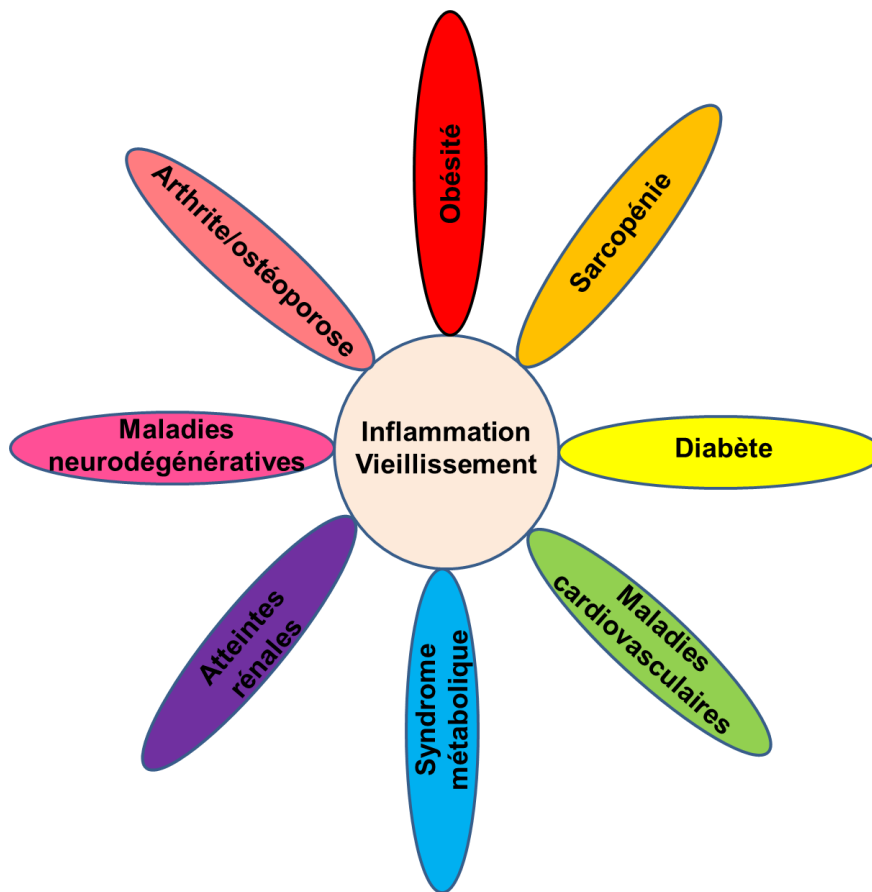 Obésité
Sarcopénie
Diabète
Maladies
cardiovasculaires
Syndrome
métabolique
Atteintes
rénales
Maladies
neurodégénératives
Arthrite/ostéoporose
Inflammation
Vieillissement